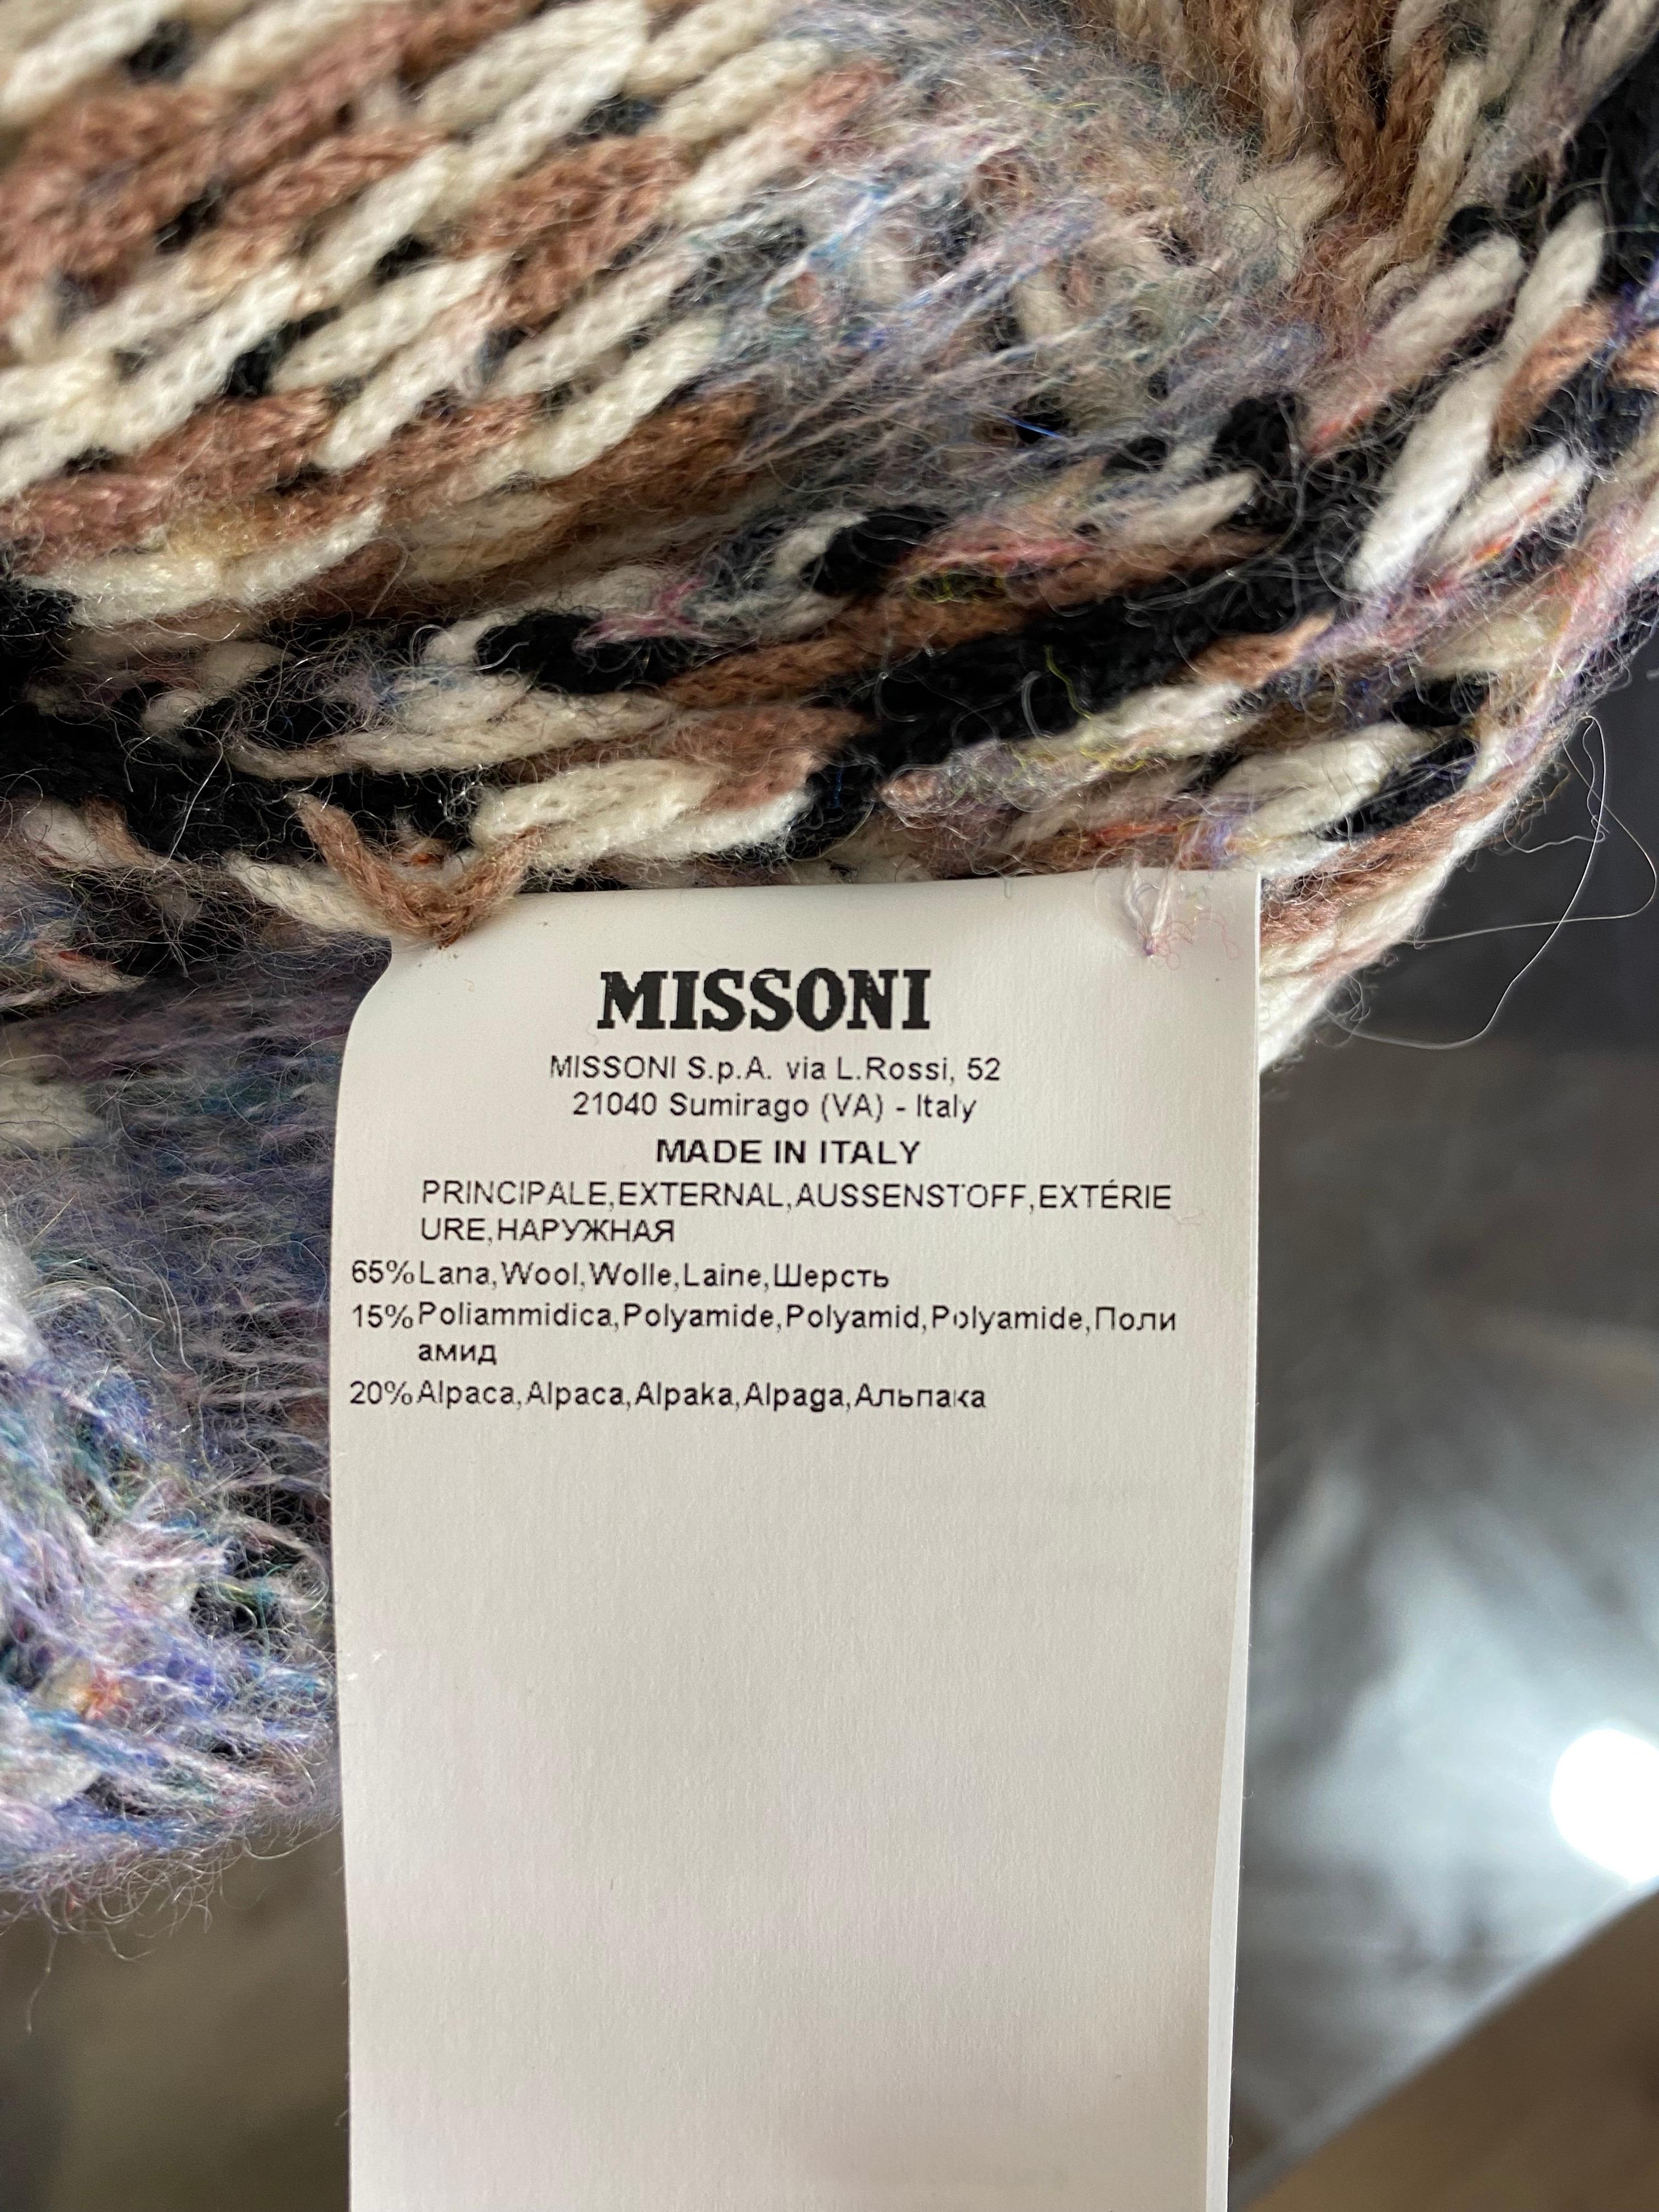 MISSONI
MISSONI S.p.A. via L.Rossi, 52
21040 Sumirago (VA) - Italy
MADE IN ITALY
PRINCIPALE,EXTERNAL,AUSSENSTOFF,EXTÉRIE
URE,НАРУЖНАЯ
65%Lana,Wool,Wolle,Laine,Шерсть
15%Poliammidica,Polyamide,Polyamid,Polyamide,Поли
амид
20%Alpaca,Alpaca,Alpaka,Alpaga,Альпака